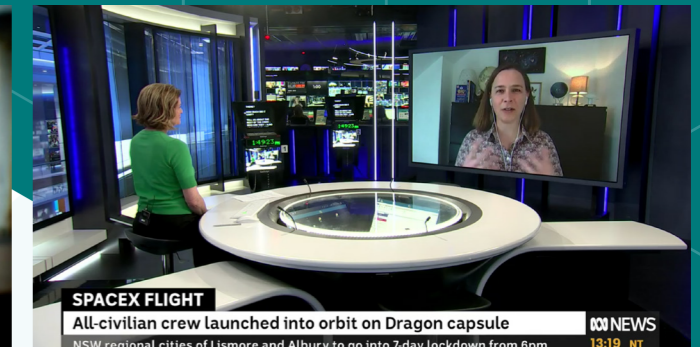 SPACEX FLIGHT
All-civilian crew launched into orbit on Dragon capsule
NEWS
NSW regional cities of Lismore and Albury to go into 7-day lockdown from 6pm
13:19 NT